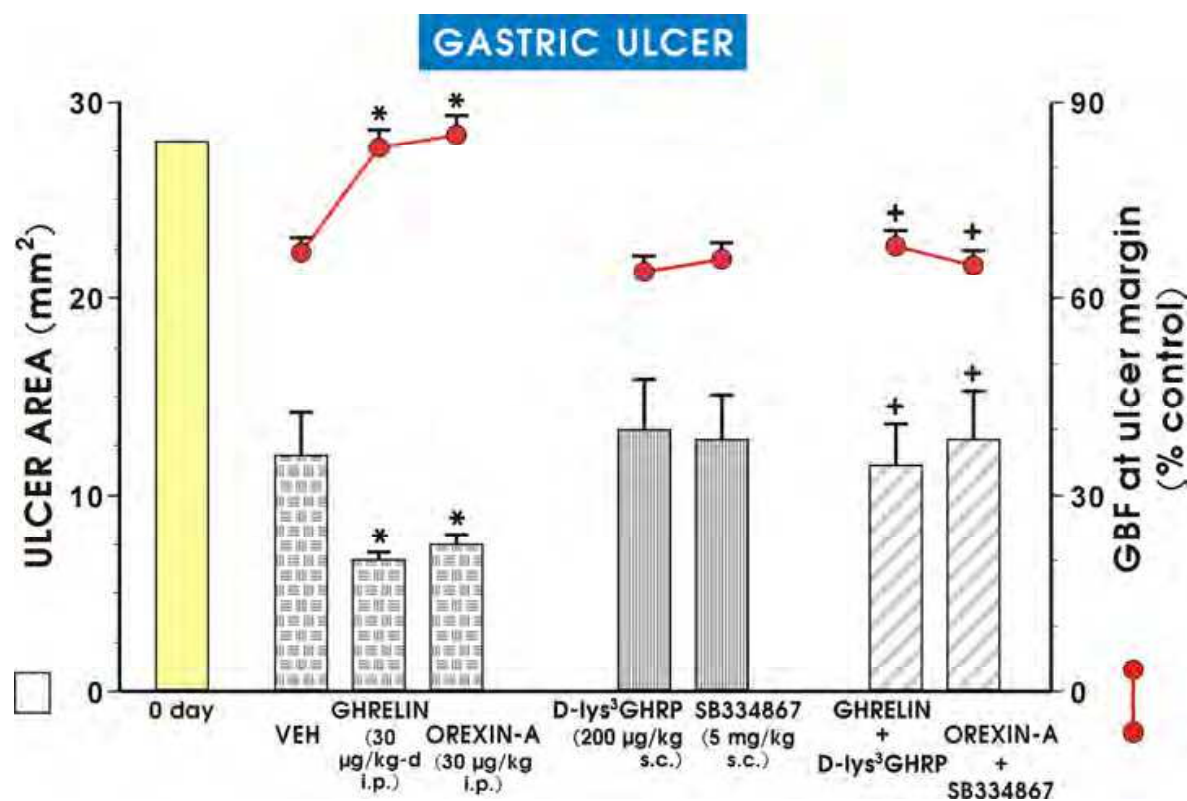 GASTRIC ULCER
30
20
10
0
ULCER AREA (mm²)
90
60
30
0
GBF at ulcer margin
(% control)
* *
+ +
* *
+ +
0 day
VEH
GHRELIN
(30
µg/kg-d
i.p.)
OREXIN-A
(30 µg/kg
i.p.)
D-lys³GHRP
(200 µg/kg
s.c.)
SB334867
(5 mg/kg
s.c.)
GHRELIN
+
D-lys³GHRP
OREXIN-A
+
SB334867